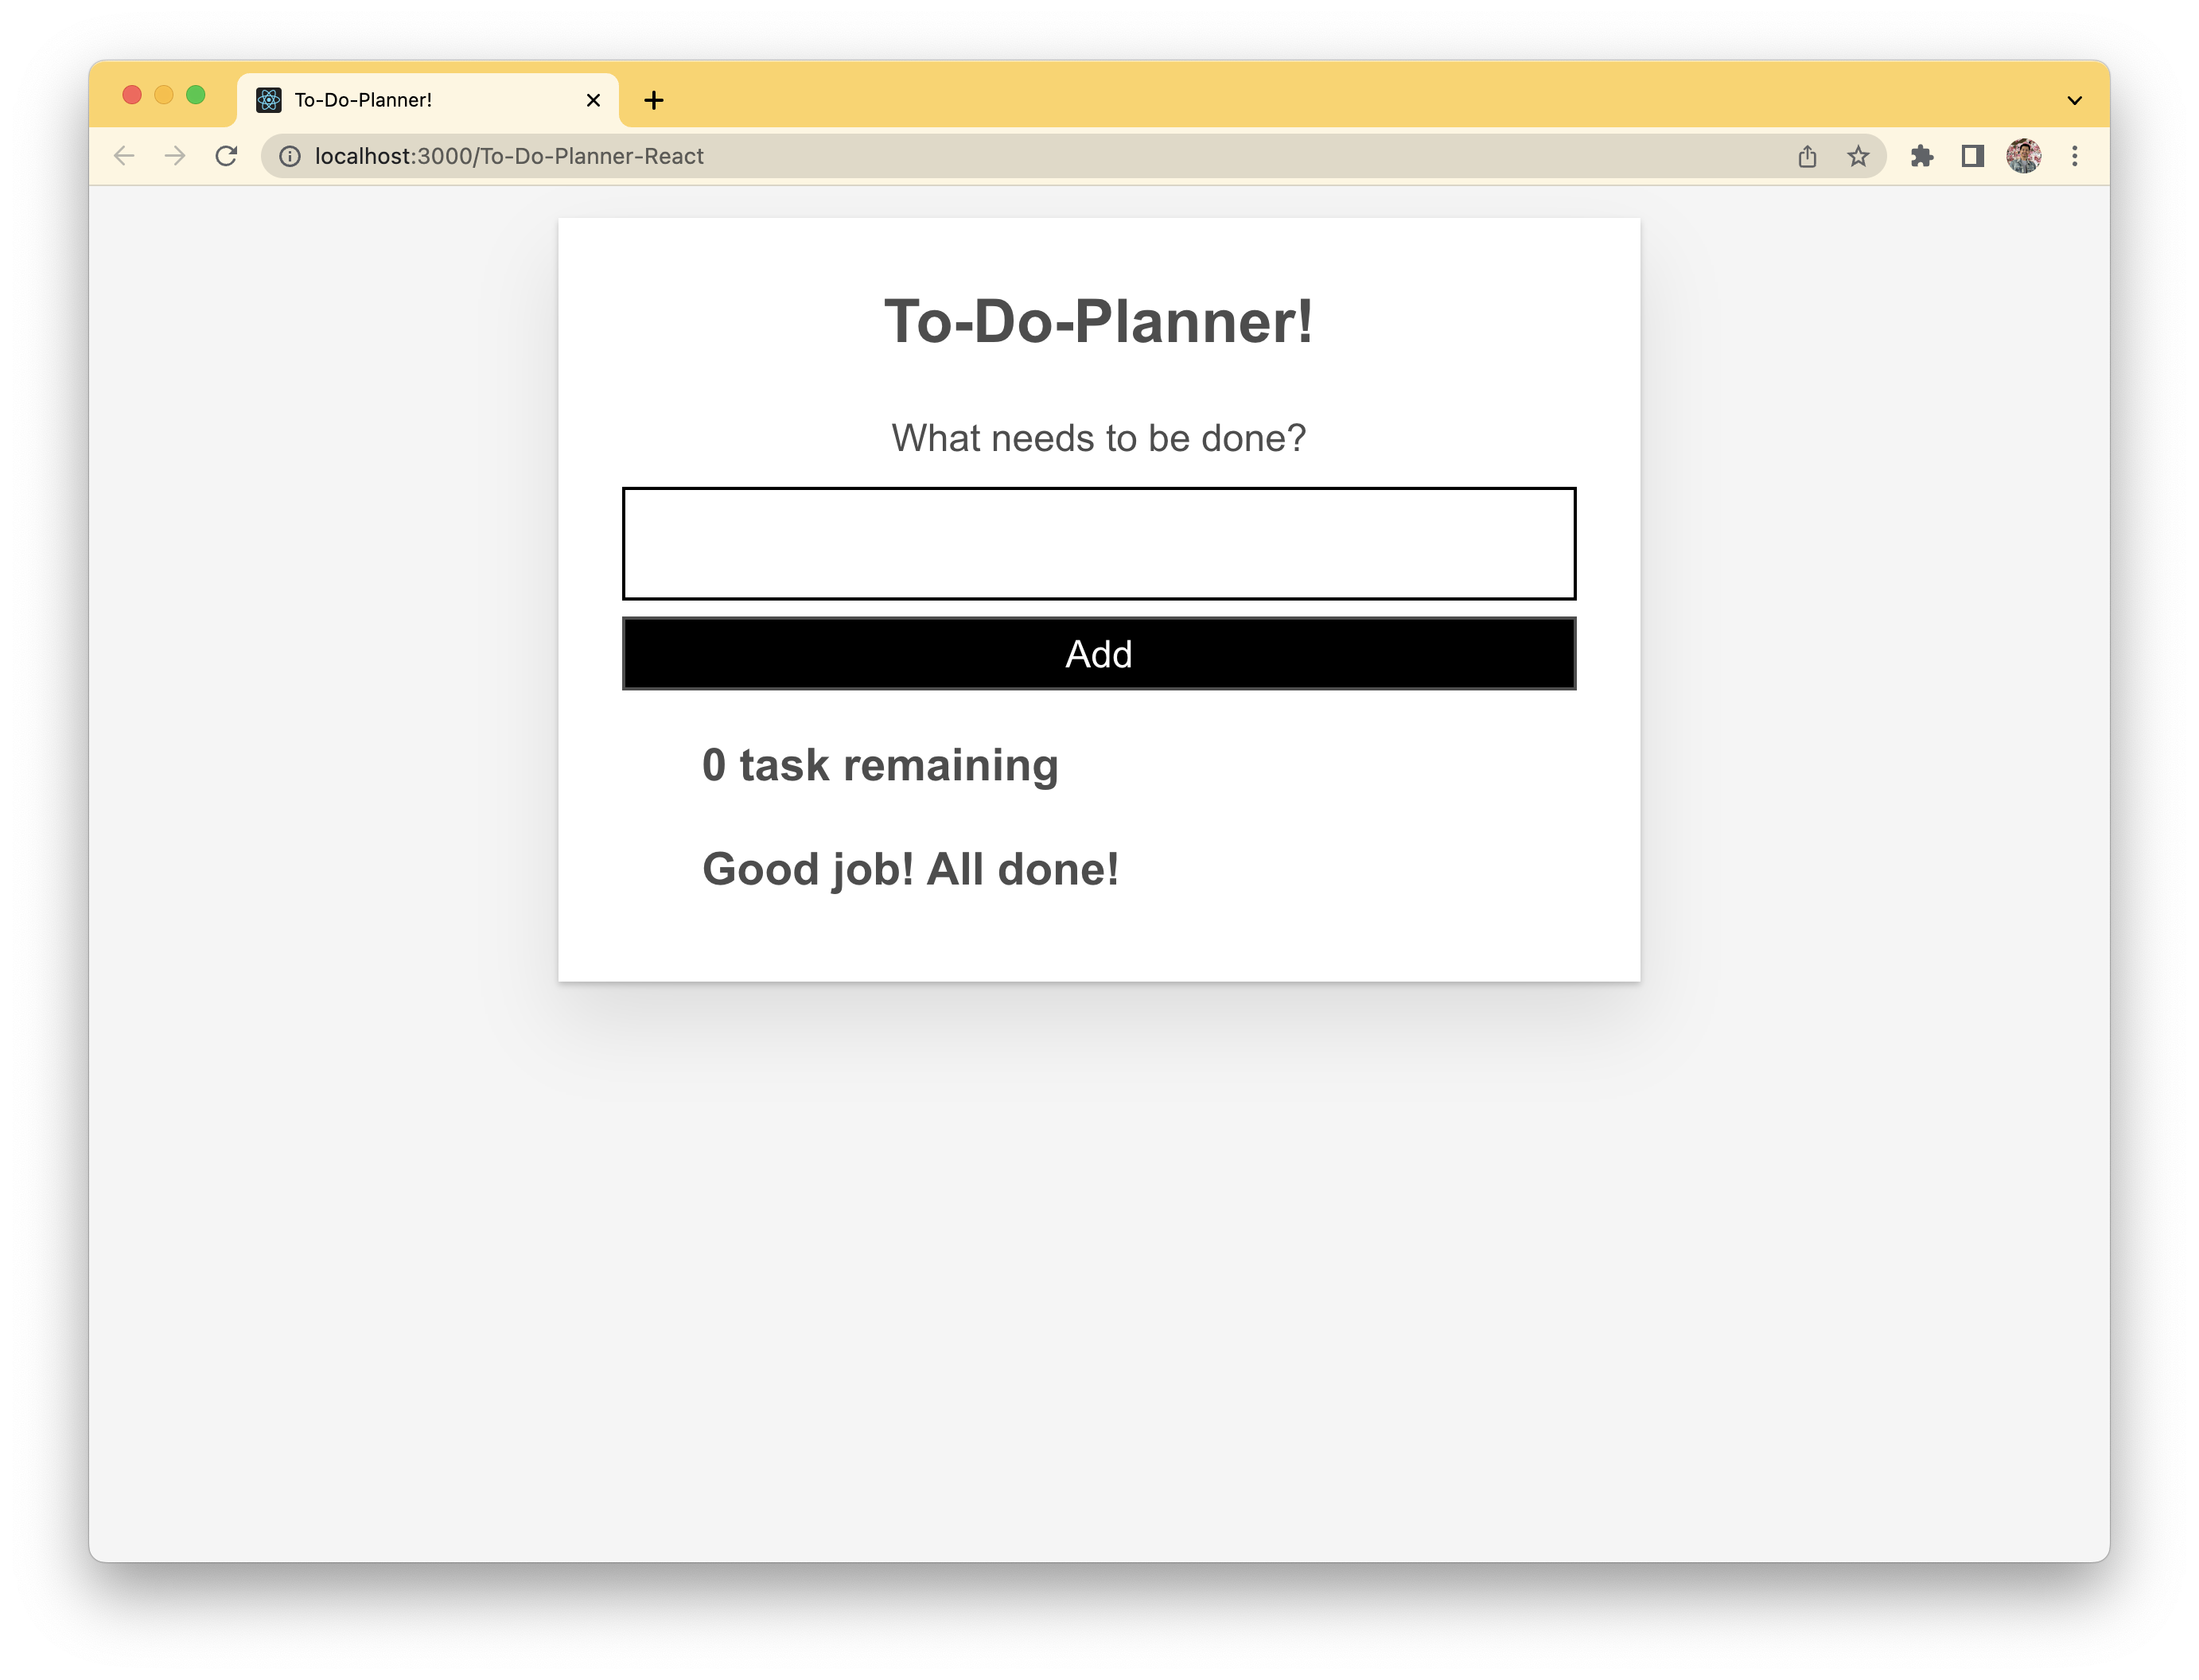 To-Do-Planner!
localhost:3000/To-Do-Planner-React
To-Do-Planner!
What needs to be done?
Add
0 task remaining
Good job! All done!